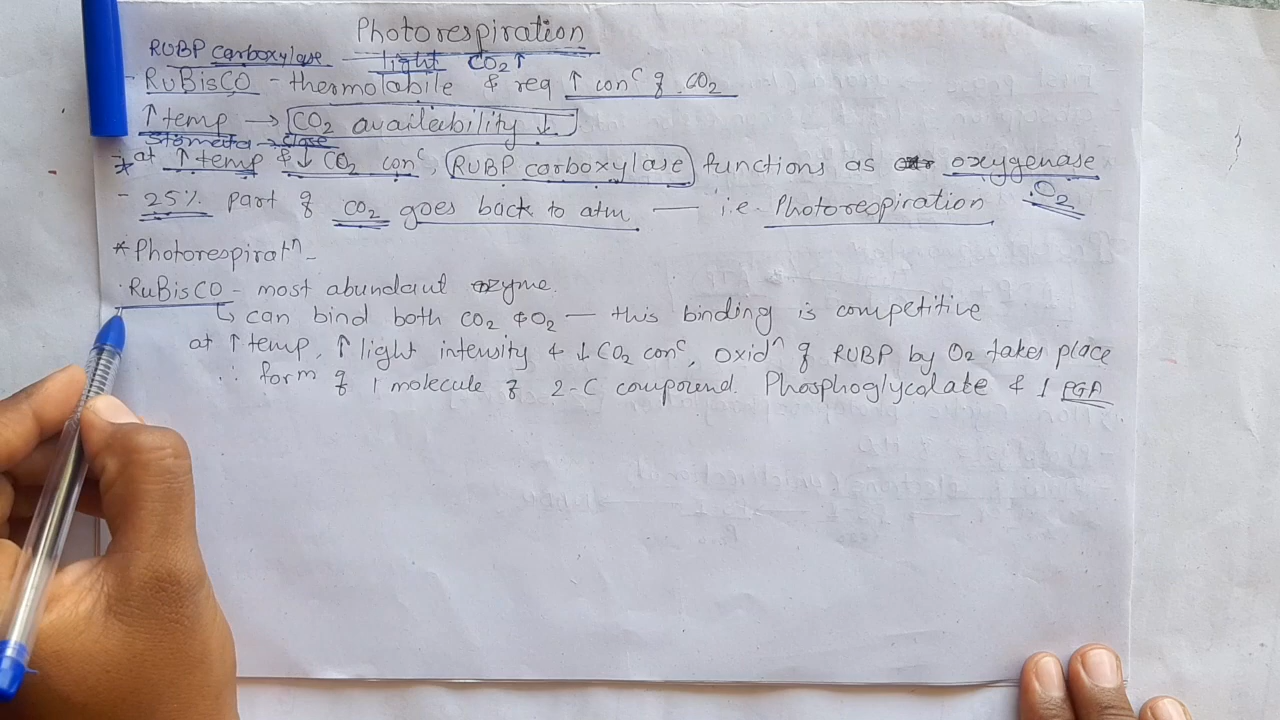 Photorespiration
RUBP carboxylase light CO2↑
- RuBisCO - thermolabile & req ↑ conc of CO2
↑ temp → CO2 availability ↓
Stomata → close
* at ↑ temp & ↓ CO2 conc, RUBP carboxylase functions as oxygenase
- 25% part of CO2 goes back to atm — i.e. Photorespiration O2
* Photorespiratn -
RuBisCO - most abundant enzyme.
↳ can bind both CO2 & O2 — this binding is competitive
at ↑ temp, ↑ light intensity & ↓ CO2 conc, oxidn of RUBP by O2 takes place
∴ form of 1 molecule of 2-C compound Phosphoglycolate & 1 PGA